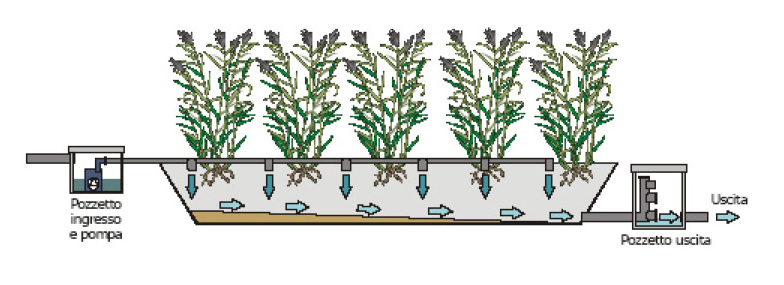 Pozzetto
ingresso
e pompa
Uscita
Pozzetto uscita